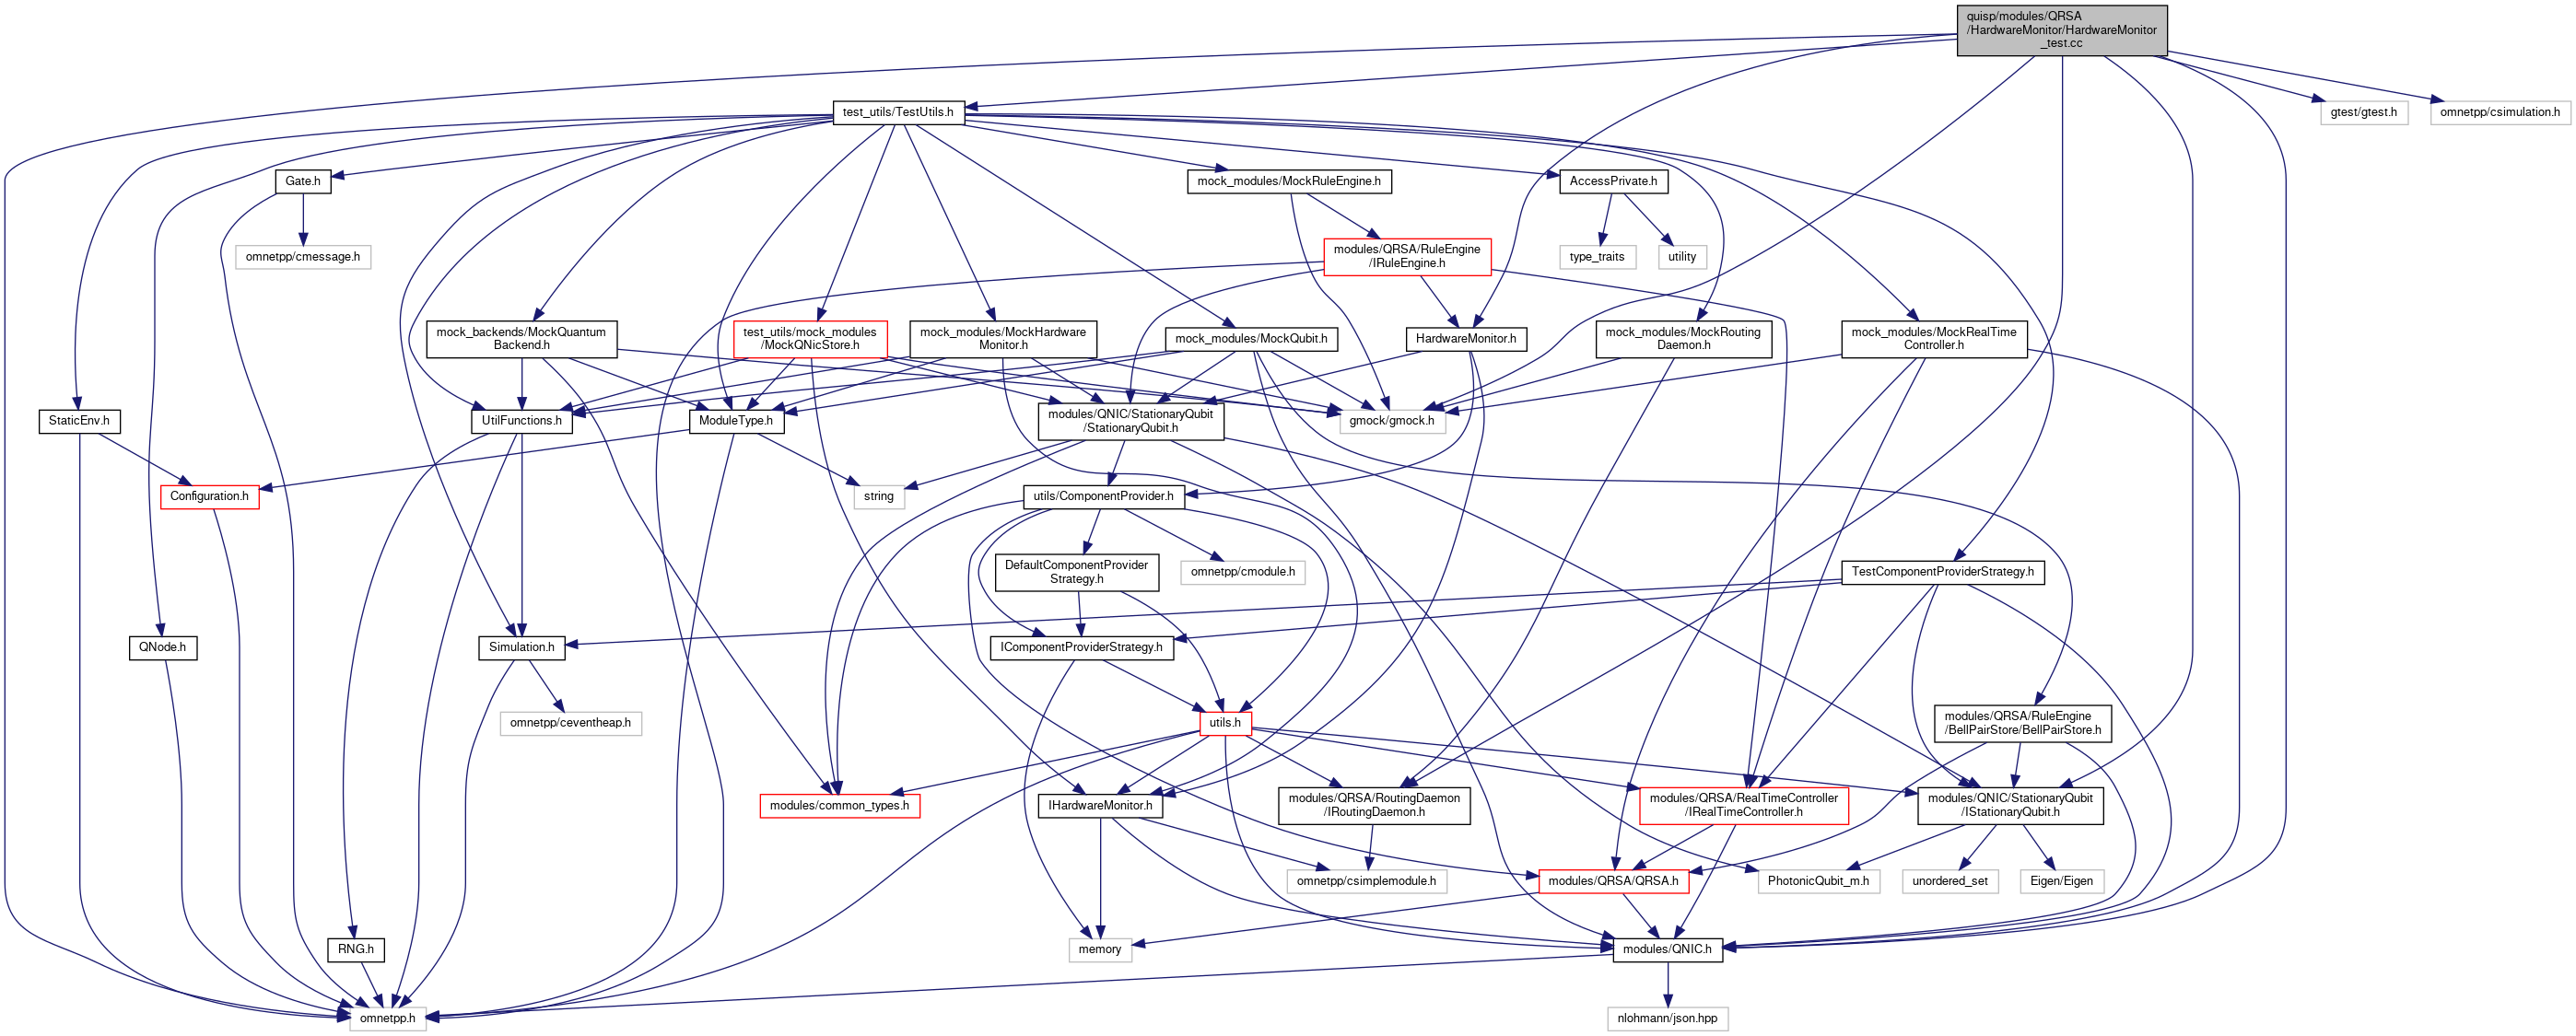 quisp/modules/QRSA
/HardwareMonitor/HardwareMonitor
_test.cc
test_utils/TestUtils.h
gtest/gtest.h
omnetpp/csimulation.h
Gate.h
mock_modules/MockRuleEngine.h
AccessPrivate.h
omnetpp/cmessage.h
modules/QRSA/RuleEngine
/IRuleEngine.h
type_traits
utility
mock_backends/MockQuantum
Backend.h
test_utils/mock_modules
/MockQNicStore.h
mock_modules/MockHardware
Monitor.h
mock_modules/MockQubit.h
HardwareMonitor.h
mock_modules/MockRouting
Daemon.h
mock_modules/MockRealTime
Controller.h
StaticEnv.h
UtilFunctions.h
ModuleType.h
modules/QNIC/StationaryQubit
/StationaryQubit.h
gmock/gmock.h
Configuration.h
string
utils/ComponentProvider.h
DefaultComponentProvider
Strategy.h
omnetpp/cmodule.h
TestComponentProviderStrategy.h
QNode.h
Simulation.h
IComponentProviderStrategy.h
omnetpp/ceventheap.h
utils.h
modules/QRSA/RuleEngine
/BellPairStore/BellPairStore.h
modules/common_types.h
IHardwareMonitor.h
modules/QRSA/RoutingDaemon
/IRoutingDaemon.h
modules/QRSA/RealTimeController
/IRealTimeController.h
modules/QNIC/StationaryQubit
/IStationaryQubit.h
omnetpp/csimplemodule.h
modules/QRSA/QRSA.h
PhotonicQubit_m.h
unordered_set
Eigen/Eigen
RNG.h
memory
modules/QNIC.h
omnetpp.h
nlohmann/json.hpp